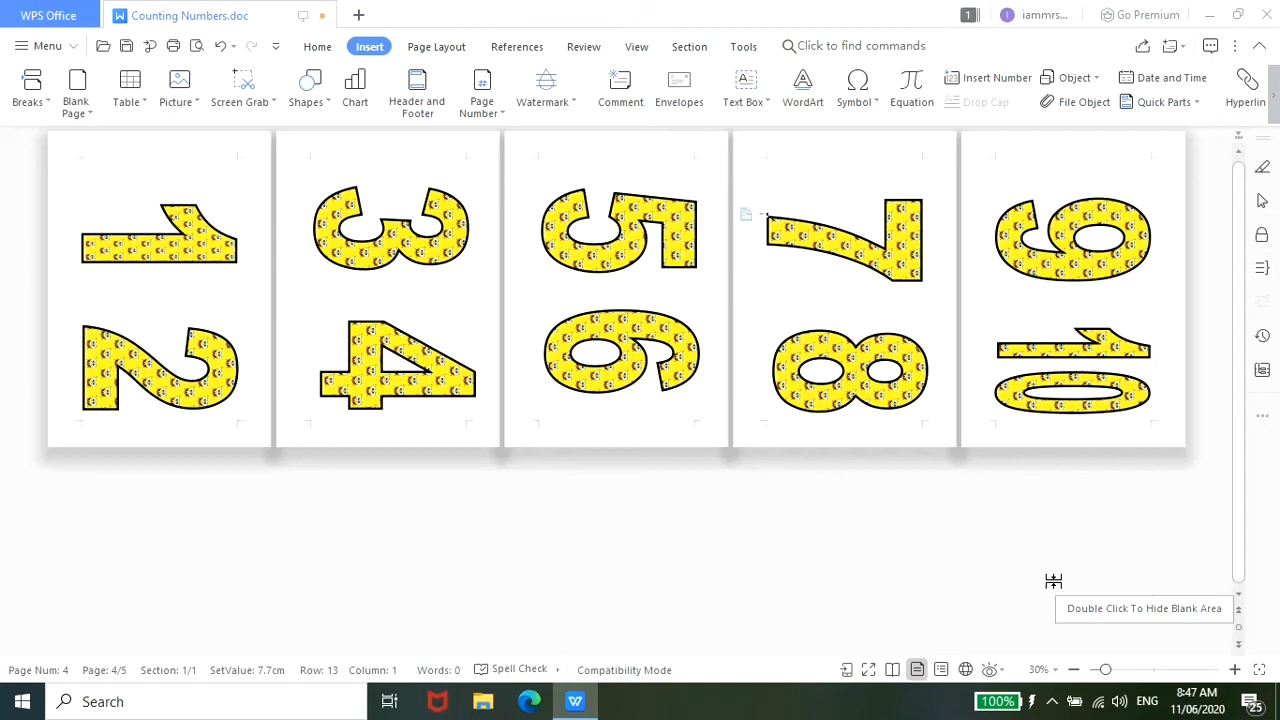 WPS Office
Counting Numbers.doc
1
iammrs...
Go Premium
Menu
Home
Insert
Page Layout
References
Review
View
Section
Tools
Click to find commands
Breaks
Blank Page
Table
Picture
Screen Grab
Shapes
Chart
Header and Footer
Page Number
Watermark
Comment
Envelopes
Text Box
WordArt
Symbol
Equation
Insert Number
Drop Cap
Object
File Object
Date and Time
Quick Parts
Hyperlin
1
2
3
4
5
6
7
8
9
10
Double Click To Hide Blank Area
Page Num: 4
Page: 4/5
Section: 1/1
SetValue: 7.7cm
Row: 13
Column: 1
Words: 0
Spell Check
Compatibility Mode
30%
Search
100%
ENG
8:47 AM
11/06/2020
25